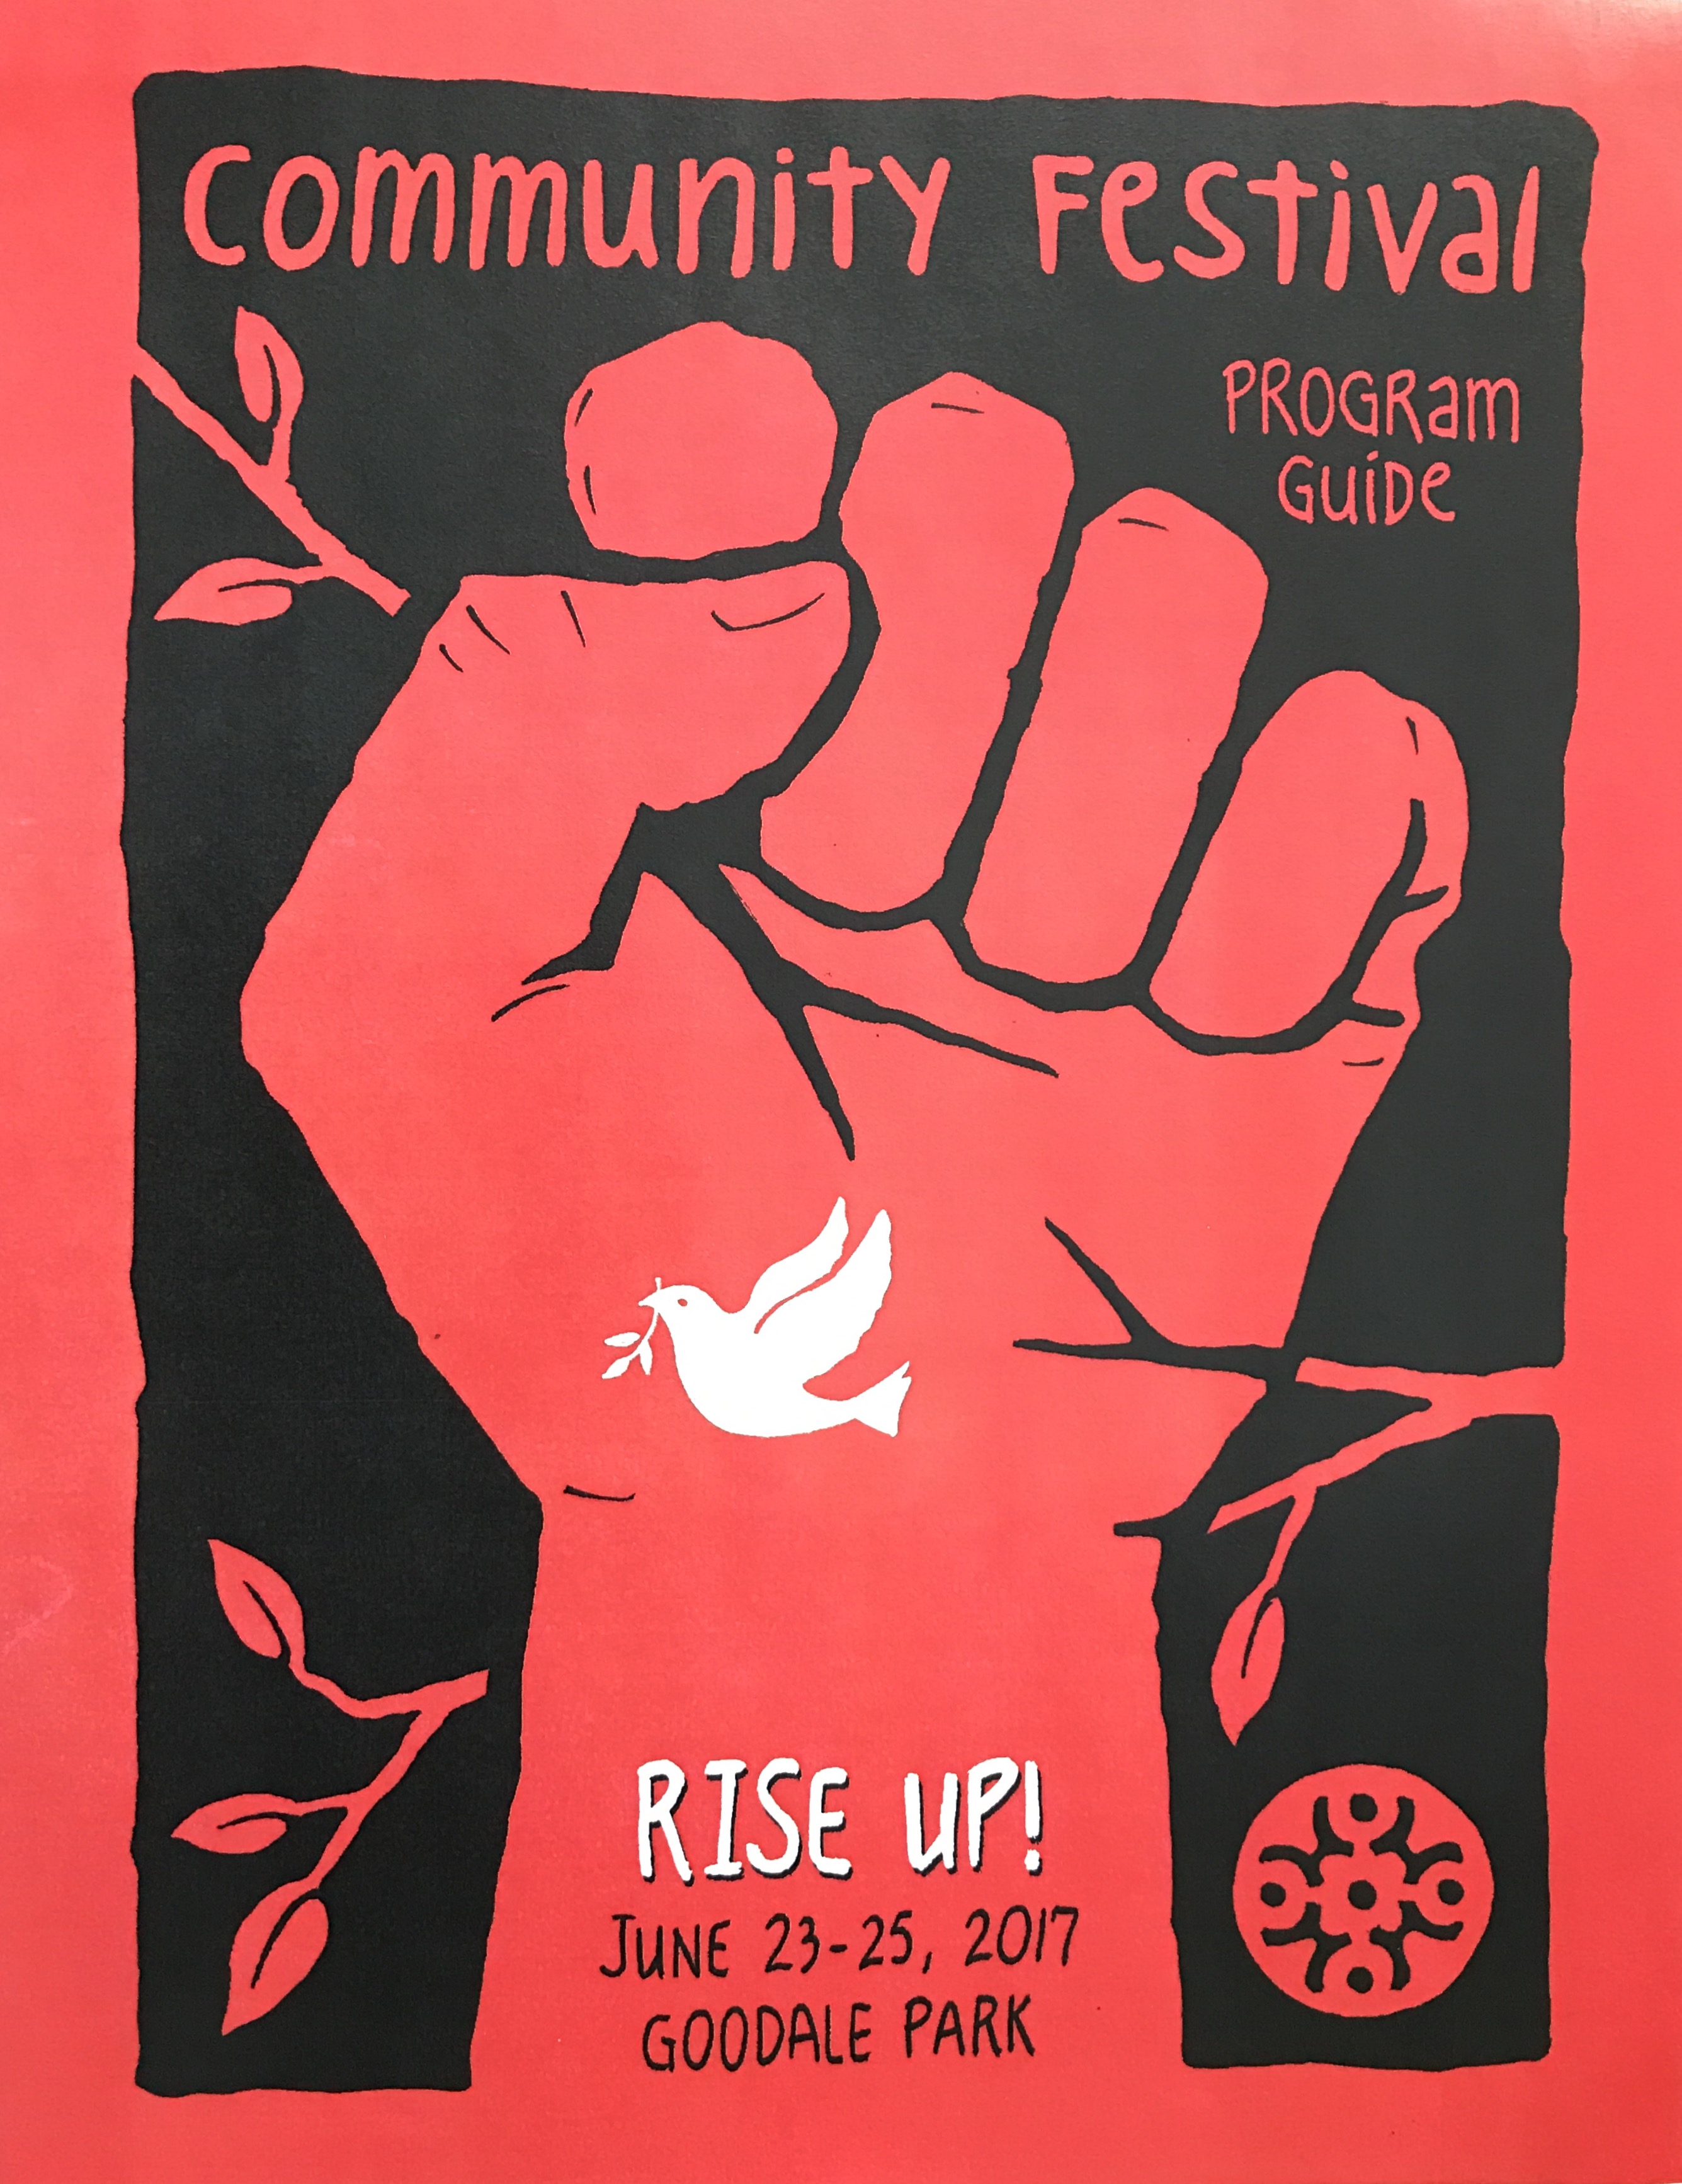 Community Festival
PROGRam
GuiDe
RISE UP!
JUNE 23-25, 2017
GOODALE PARK